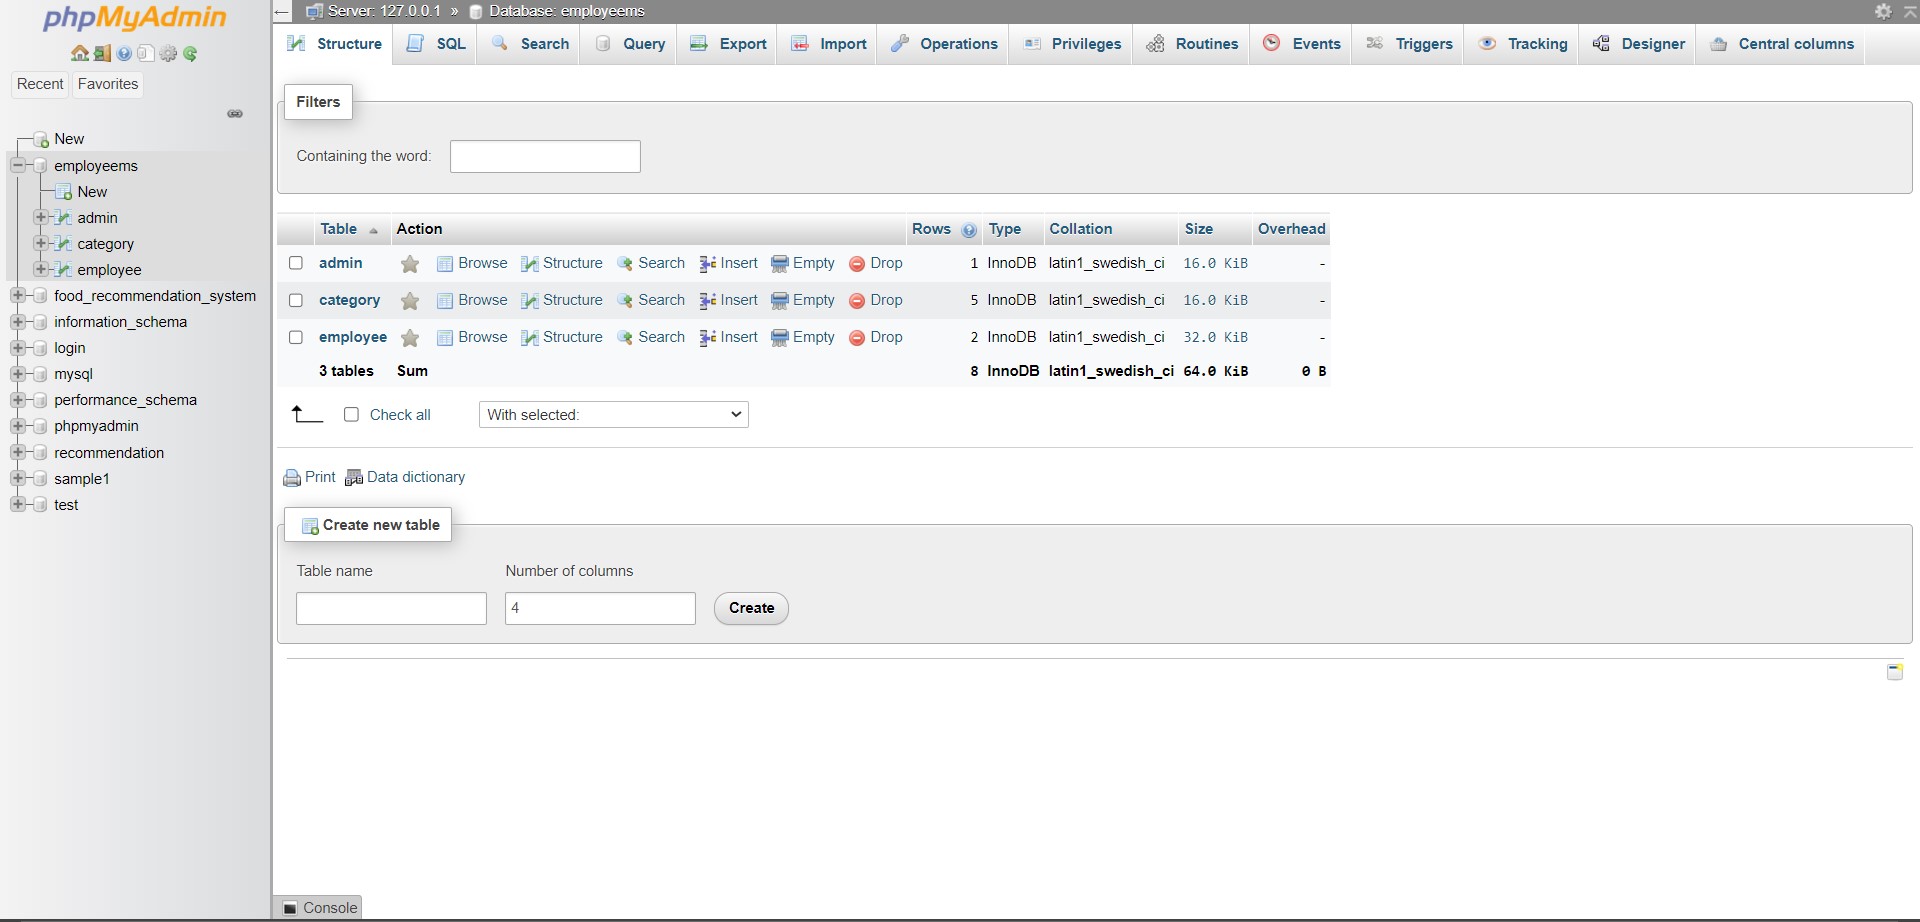 phpMyAdmin
Recent Favorites
New
employeems
New
admin
category
employee
food_recommendation_system
information_schema
login
mysql
performance_schema
phpmyadmin
recommendation
sample1
test
← Server: 127.0.0.1 » Database: employeems
Structure SQL Search Query Export Import Operations Privileges Routines Events Triggers Tracking Designer Central columns
Filters
Containing the word:
Table Action Rows Type Collation Size Overhead
admin Browse Structure Search Insert Empty Drop 1 InnoDB latin1_swedish_ci 16.0 KiB -
category Browse Structure Search Insert Empty Drop 5 InnoDB latin1_swedish_ci 16.0 KiB -
employee Browse Structure Search Insert Empty Drop 2 InnoDB latin1_swedish_ci 32.0 KiB -
3 tables Sum 8 InnoDB latin1_swedish_ci 64.0 KiB 0 B
Check all With selected:
Print Data dictionary
Create new table
Table name Number of columns
4 Create
Console